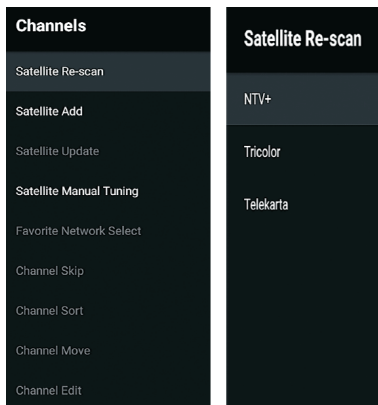 Channels
Satellite Re-scan
Satellite Add
Satellite Update
Satellite Manual Tuning
Favorite Network Select
Channel Skip
Channel Sort
Channel Move
Channel Edit
Satellite Re-scan
NTV+
Tricolor
Telekarta